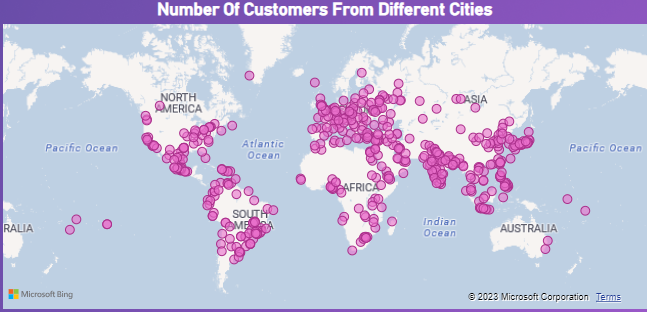 Number Of Customers From Different Cities
NORTH
AMERICA
ASIA
Pacific Ocean
Atlantic
Ocean
Pacific Ocean
AFRICA
SOUTH
AMERICA
Indian
Ocean
RALIA
AUSTRALIA
Microsoft Bing
© 2023 Microsoft Corporation Terms